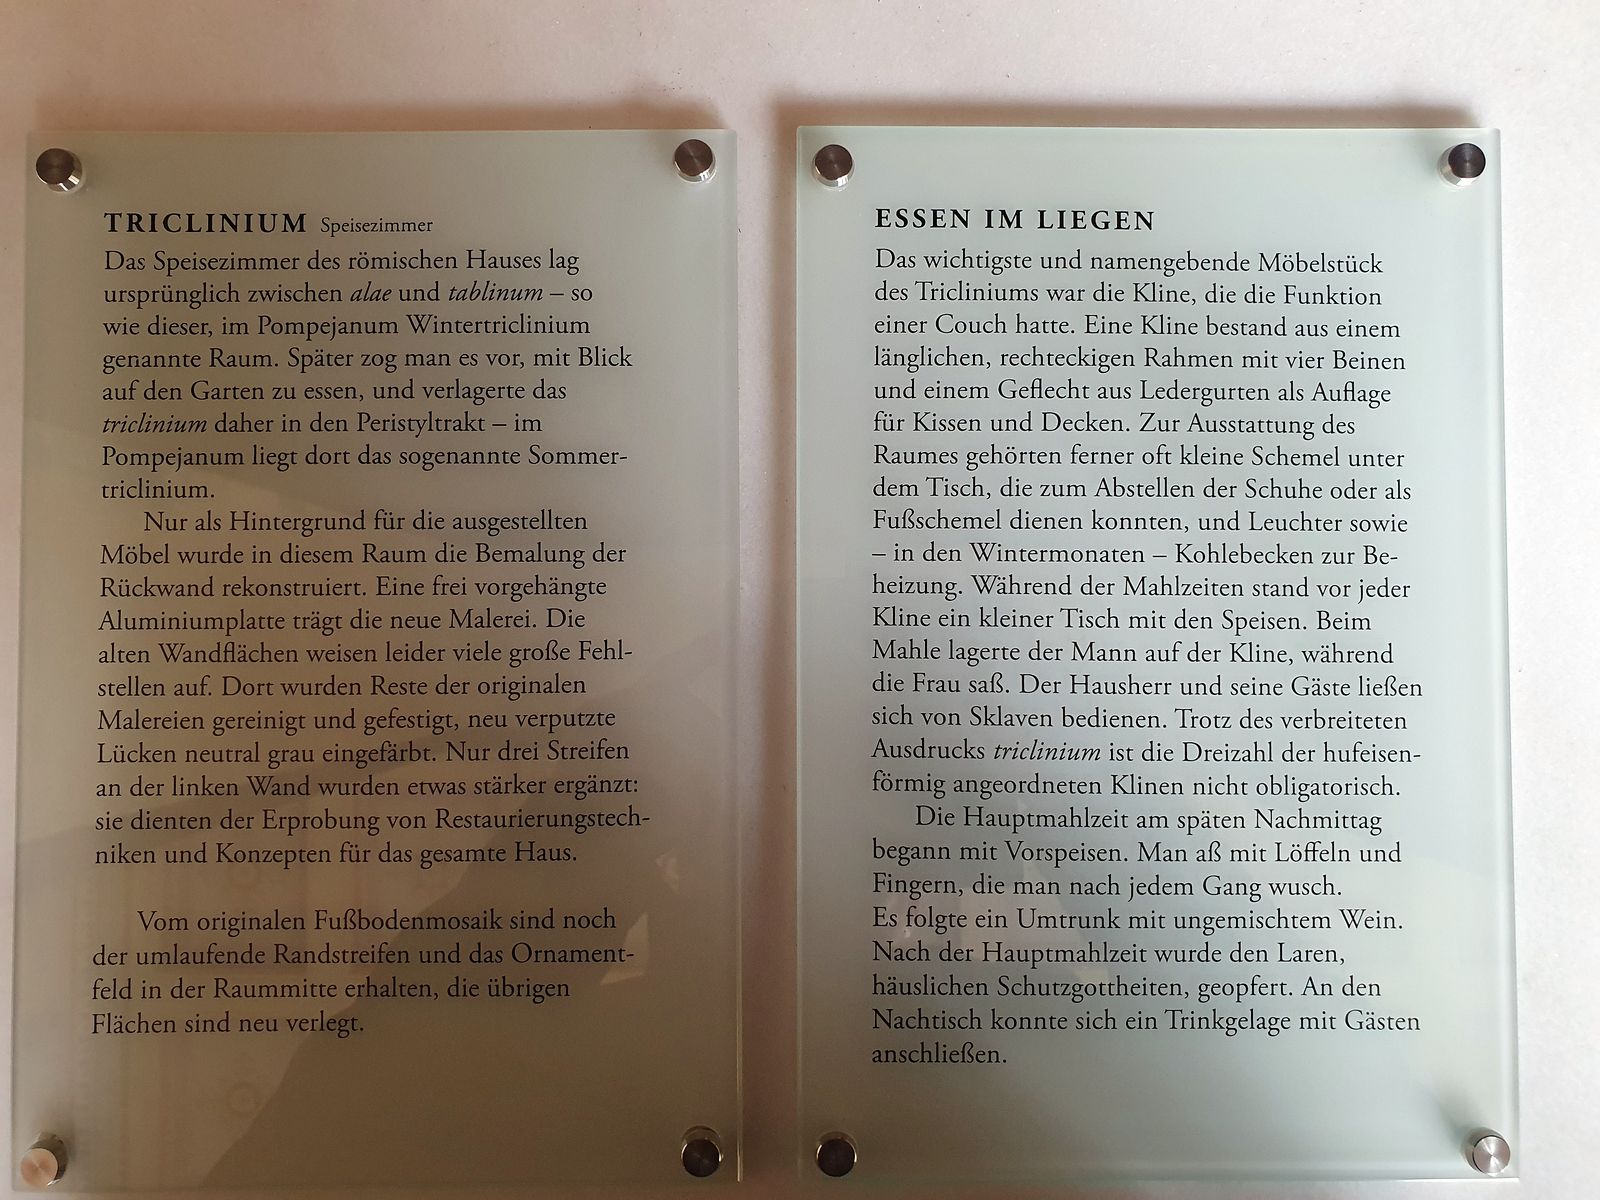 TRICLINIUM Speisezimmer
Das Speisezimmer des römischen Hauses lag
ursprünglich zwischen alae und tablinum – so
wie dieser, im Pompejanum Wintertriclinium
genannte Raum. Später zog man es vor, mit Blick
auf den Garten zu essen, und verlagerte das
triclinium daher in den Peristyltrakt – im
Pompejanum liegt dort das sogenannte Sommer-
triclinium.
Nur als Hintergrund für die ausgestellten
Möbel wurde in diesem Raum die Bemalung der
Rückwand rekonstruiert. Eine frei vorgehängte
Aluminiumplatte trägt die neue Malerei. Die
alten Wandflächen weisen leider viele große Fehl-
stellen auf. Dort wurden Reste der originalen
Malereien gereinigt und gefestigt, neu verputzte
Lücken neutral grau eingefärbt. Nur drei Streifen
an der linken Wand wurden etwas stärker ergänzt:
sie dienten der Erprobung von Restaurierungstech-
niken und Konzepten für das gesamte Haus.
Vom originalen Fußbodenmosaik sind noch
der umlaufende Randstreifen und das Ornament-
feld in der Raummitte erhalten, die übrigen
Flächen sind neu verlegt.
ESSEN IM LIEGEN
Das wichtigste und namengebende Möbelstück
des Tricliniums war die Kline, die die Funktion
einer Couch hatte. Eine Kline bestand aus einem
länglichen, rechteckigen Rahmen mit vier Beinen
und einem Geflecht aus Ledergurten als Auflage
für Kissen und Decken. Zur Ausstattung des
Raumes gehörten ferner oft kleine Schemel unter
dem Tisch, die zum Abstellen der Schuhe oder als
Fußschemel dienen konnten, und Leuchter sowie
– in den Wintermonaten – Kohlebecken zur Be-
heizung. Während der Mahlzeiten stand vor jeder
Kline ein kleiner Tisch mit den Speisen. Beim
Mahle lagerte der Mann auf der Kline, während
die Frau saß. Der Hausherr und seine Gäste ließen
sich von Sklaven bedienen. Trotz des verbreiteten
Ausdrucks triclinium ist die Dreizahl der hufeisen-
förmig angeordneten Klinen nicht obligatorisch.
Die Hauptmahlzeit am späten Nachmittag
begann mit Vorspeisen. Man aß mit Löffeln und
Fingern, die man nach jedem Gang wusch.
Es folgte ein Umtrunk mit ungemischtem Wein.
Nach der Hauptmahlzeit wurde den Laren,
häuslichen Schutzgottheiten, geopfert. An den
Nachtisch konnte sich ein Trinkgelage mit Gästen
anschließen.